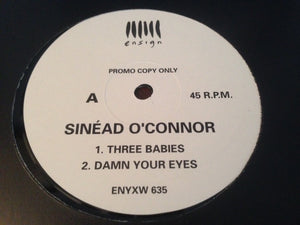 ensign
PROMO COPY ONLY
A
45 R.P.M.
SINÉAD O'CONNOR
1. THREE BABIES
2. DAMN YOUR EYES
ENYXW 635